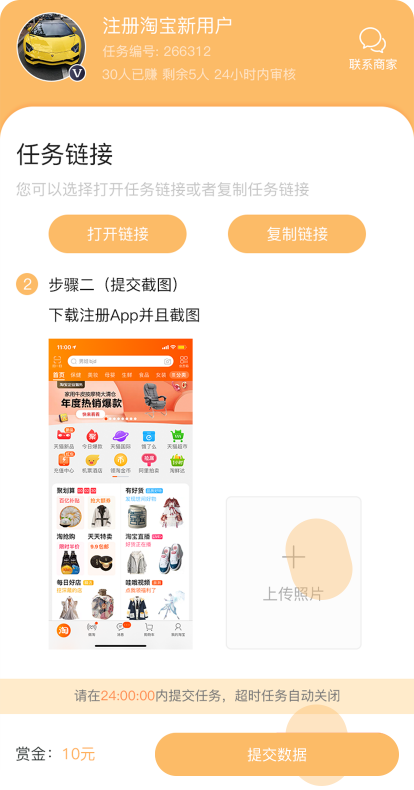 注册淘宝新用户
任务编号: 266312
30人已赚 剩余5人 24小时内审核
联系商家
V
任务链接
您可以选择打开任务链接或者复制任务链接
打开链接
复制链接
2 步骤二（提交截图）
下载注册App并且截图
11:00
首页
年度热销爆款
天猫新品 今日爆款 天猫国际 饿了么 天猫超市
充值中心 机票酒店 领淘金币 阿里拍卖 淘鲜达
聚划算
有好货
百亿补贴
淘抢购 天天特卖 淘宝直播
9.9包邮
每日好店
哇哦视频
淘
上传照片
请在24:00:00内提交任务，超时任务自动关闭
赏金：10元
提交数据